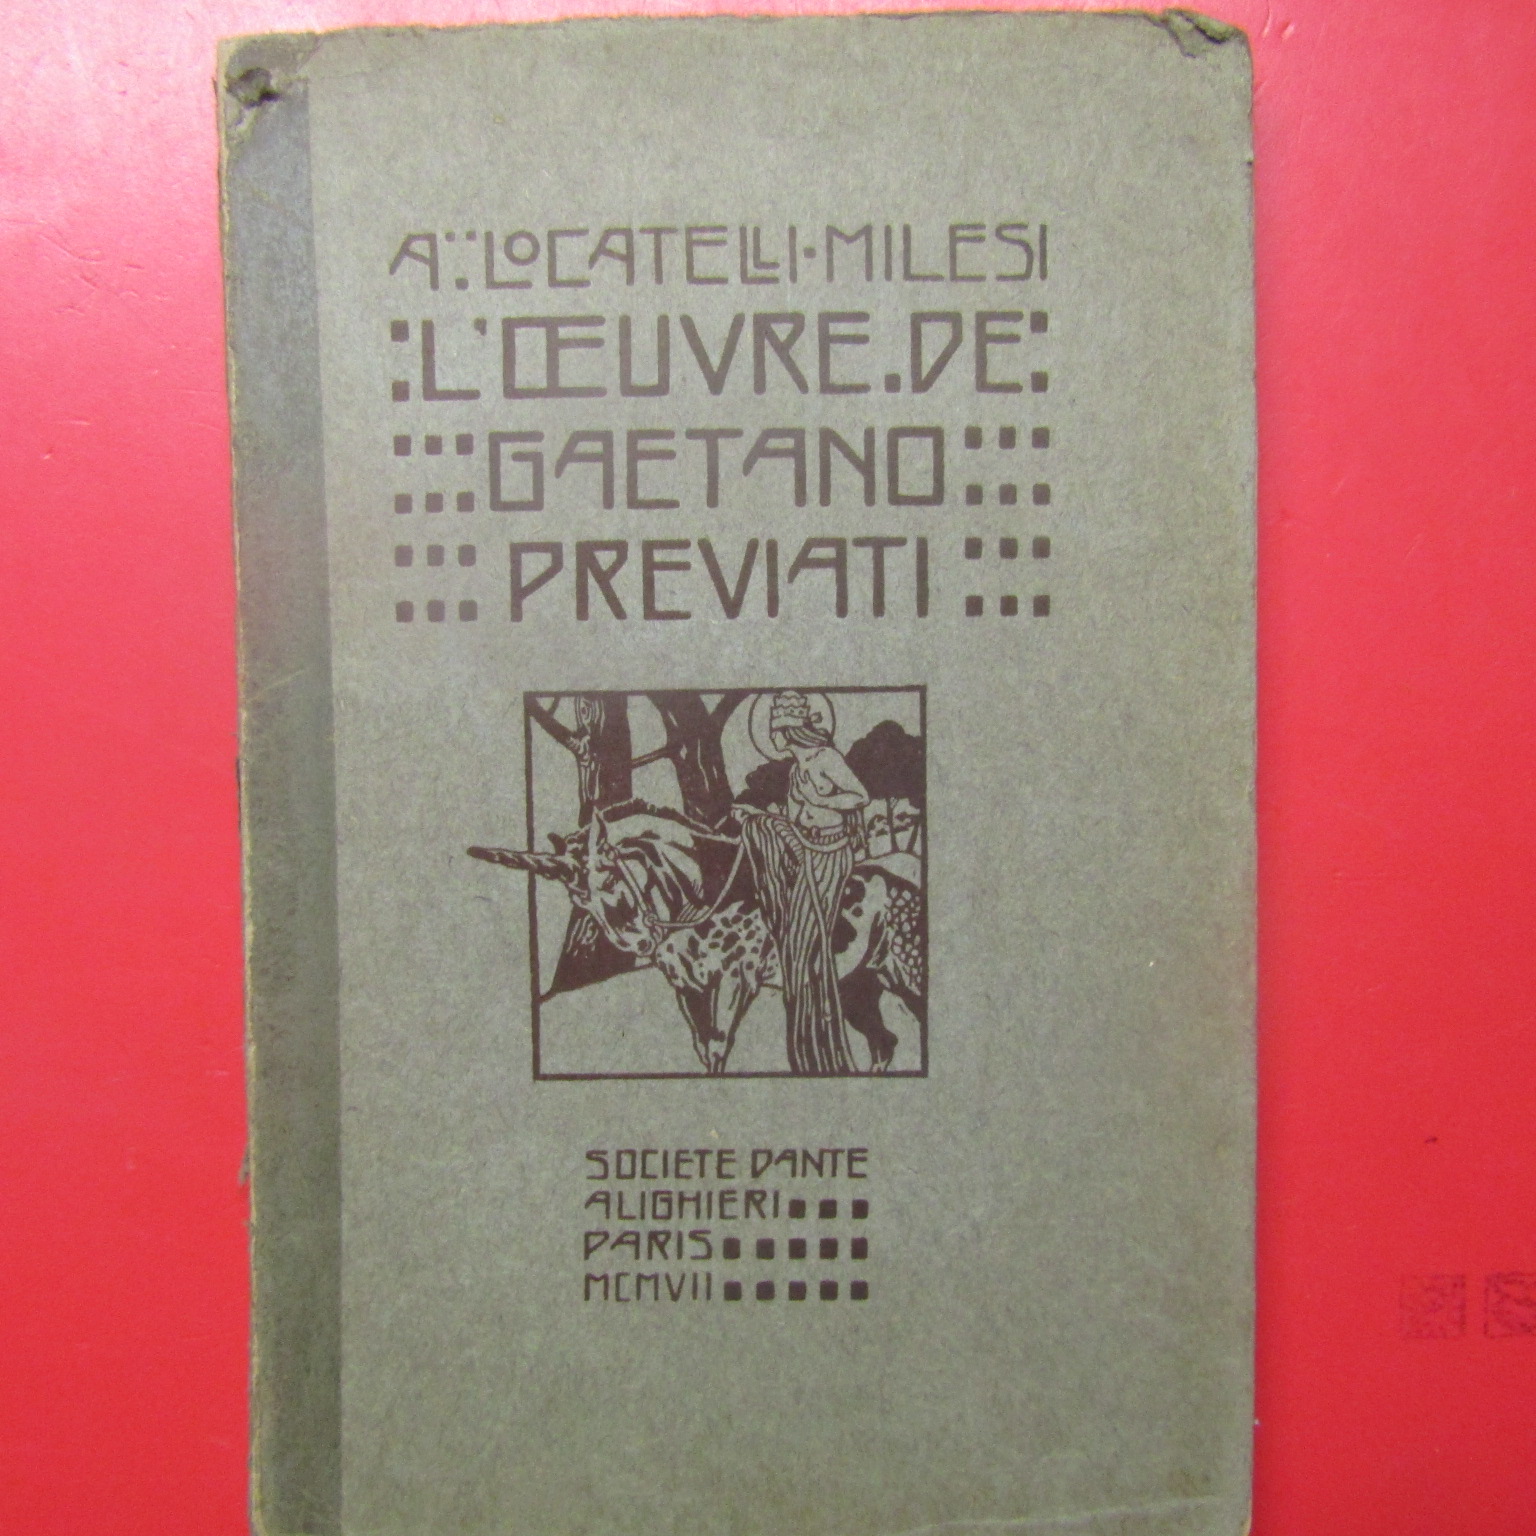 A∵LOCATELLI·MILESI
L'ŒUVRE.DE
GAETANO
PREVIATI
SOCIETE DANTE
ALIGHIERI
PARIS
MCMVII